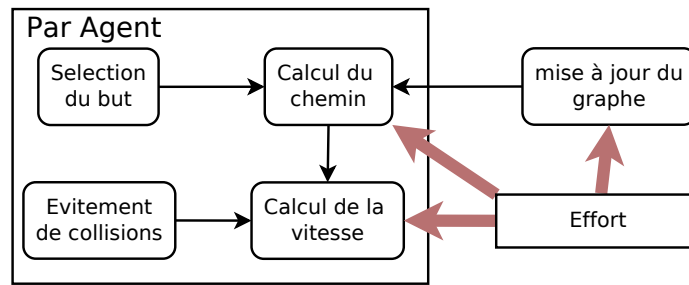 Par Agent
Selection
du but
Calcul du
chemin
mise à jour du
graphe
Evitement
de collisions
Calcul de la
vitesse
Effort